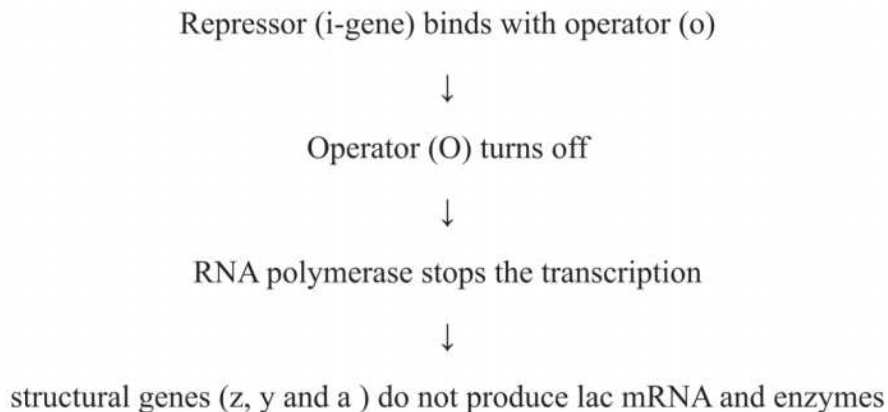 Repressor (i-gene) binds with operator (o)
↓
Operator (O) turns off
↓
RNA polymerase stops the transcription
↓
structural genes (z, y and a ) do not produce lac mRNA and enzymes